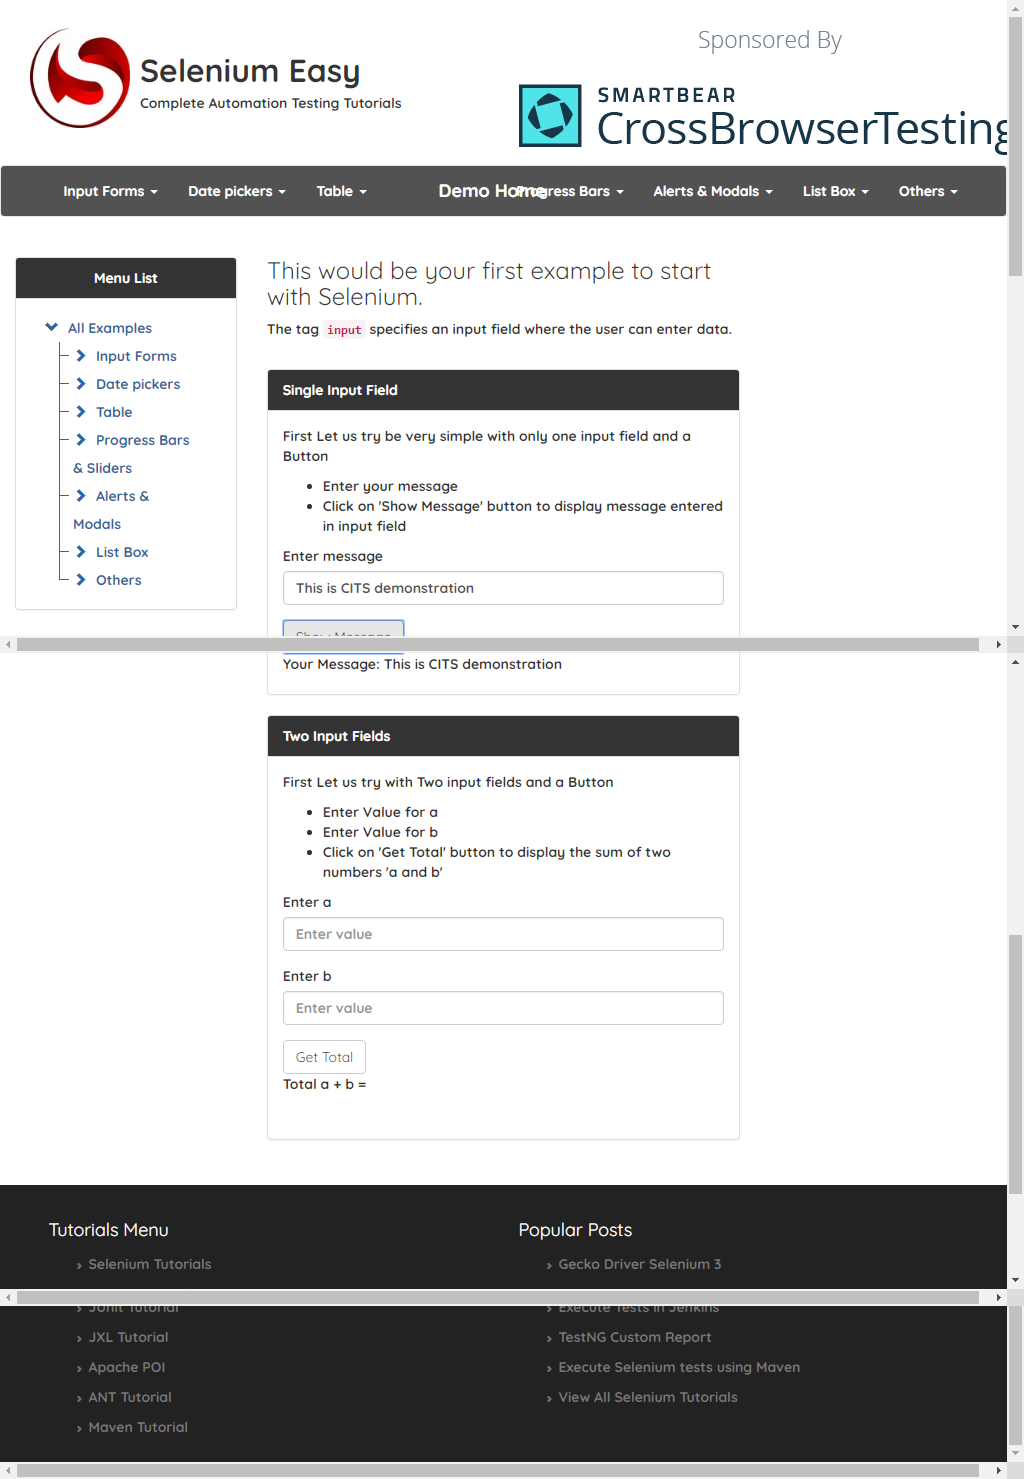 Sponsored By
Selenium Easy
Complete Automation Testing Tutorials
SMARTBEAR
CrossBrowserTesting
Input Forms
Date pickers
Table
Demo Home
Progress Bars
Alerts & Modals
List Box
Others
Menu List
All Examples
Input Forms
Date pickers
Table
Progress Bars
& Sliders
Alerts &
Modals
List Box
Others
This would be your first example to start
with Selenium.
The tag input specifies an input field where the user can enter data.
Single Input Field
First Let us try be very simple with only one input field and a
Button
Enter your message
Click on 'Show Message' button to display message entered
in input field
Enter message
This is CITS demonstration
Show Message
Your Message: This is CITS demonstration
Two Input Fields
First Let us try with Two input fields and a Button
Enter Value for a
Enter Value for b
Click on 'Get Total' button to display the sum of two
numbers 'a and b'
Enter a
Enter value
Enter b
Enter value
Get Total
Total a + b =
Tutorials Menu
Selenium Tutorials
JUnit Tutorial
JXL Tutorial
Apache POI
ANT Tutorial
Maven Tutorial
Popular Posts
Gecko Driver Selenium 3
Execute Tests in Jenkins
TestNG Custom Report
Execute Selenium tests using Maven
View All Selenium Tutorials